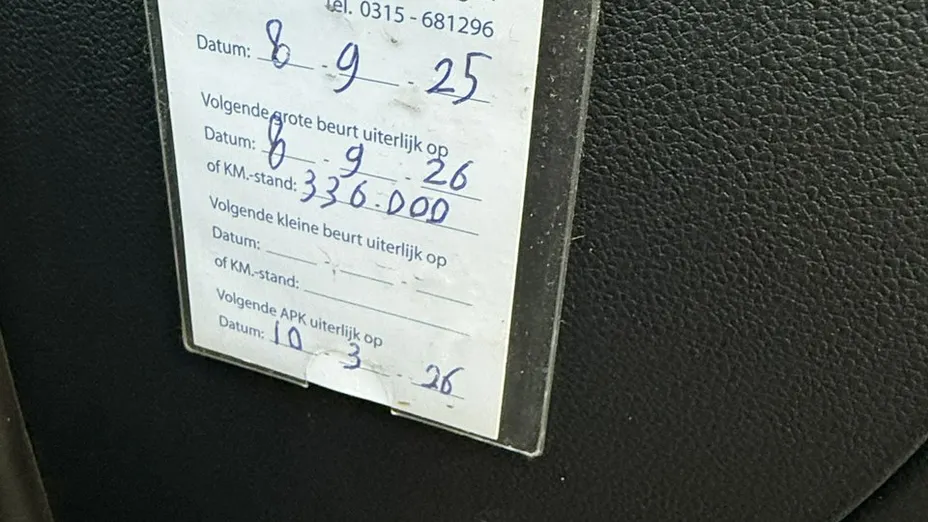 Tel. 0315 - 681296
Datum: 8 - 9 - 25
Volgende grote beurt uiterlijk op
Datum: 8 - 9 - 26
of KM.-stand: 336.000
Volgende kleine beurt uiterlijk op
Datum: - -
of KM.-stand:
Volgende APK uiterlijk op
Datum: 10 - 3 - 26